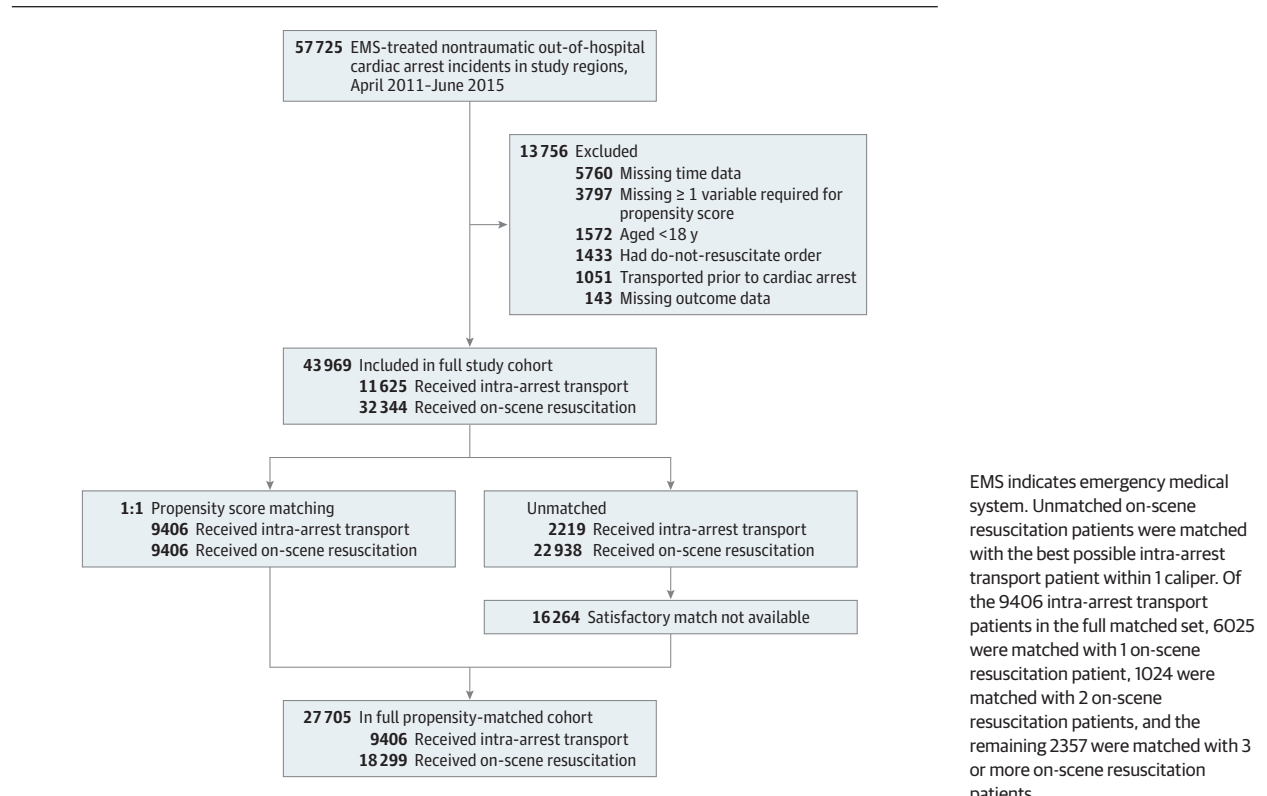 57725 EMS-treated nontraumatic out-of-hospital
cardiac arrest incidents in study regions,
April 2011-June 2015
13756 Excluded
5760 Missing time data
3797 Missing ≥ 1 variable required for
propensity score
1572 Aged <18 y
1433 Had do-not-resuscitate order
1051 Transported prior to cardiac arrest
143 Missing outcome data
43969 Included in full study cohort
11625 Received intra-arrest transport
32344 Received on-scene resuscitation
1:1 Propensity score matching
9406 Received intra-arrest transport
9406 Received on-scene resuscitation
Unmatched
2219 Received intra-arrest transport
22938 Received on-scene resuscitation
16264 Satisfactory match not available
27705 In full propensity-matched cohort
9406 Received intra-arrest transport
18299 Received on-scene resuscitation
EMS indicates emergency medical
system. Unmatched on-scene
resuscitation patients were matched
with the best possible intra-arrest
transport patient within 1 caliper. Of
the 9406 intra-arrest transport
patients in the full matched set, 6025
were matched with 1 on-scene
resuscitation patient, 1024 were
matched with 2 on-scene
resuscitation patients, and the
remaining 2357 were matched with 3
or more on-scene resuscitation
patients